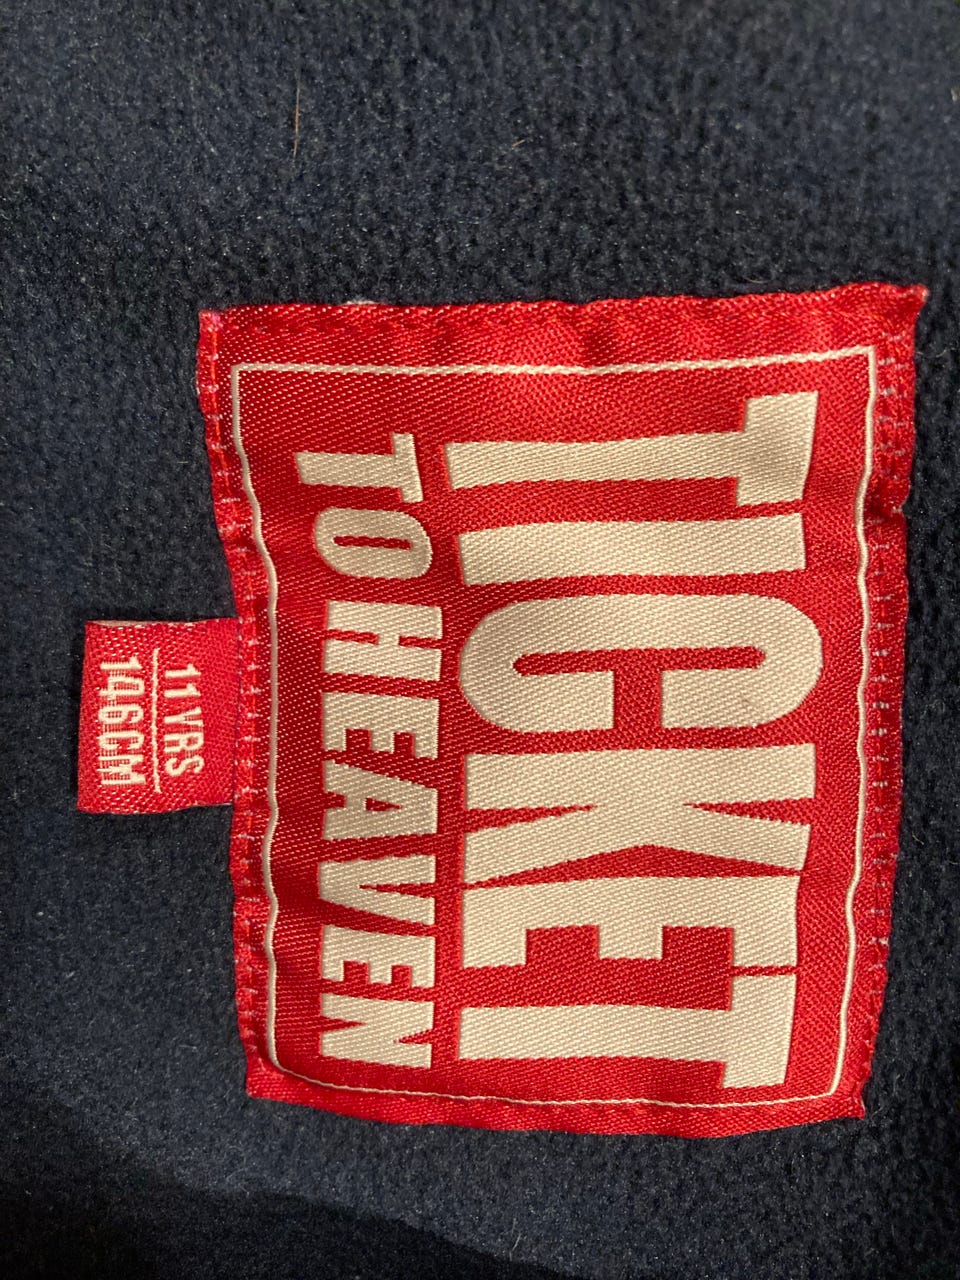 TICKET
TO HEAVEN
11 YRS
146CM